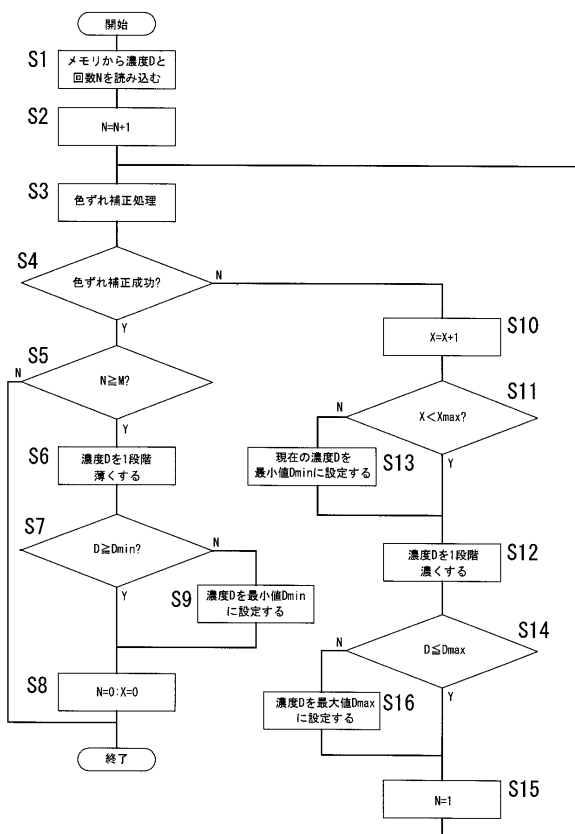 開始
S1
メモリから濃度Dと
回数Nを読み込む
S2
N=N+1
S3
色ずれ補正処理
S4
色ずれ補正成功?
N
Y
S5
N
N≧M?
Y
S6
濃度Dを1段階
薄くする
S7
D≧Dmin?
N
Y
S9
濃度Dを最小値Dmin
に設定する
S8
N=0:X=0
終了
S10
X=X+1
S11
N
X<Xmax?
Y
S13
現在の濃度Dを
最小値Dminに設定する
S12
濃度Dを1段階
濃くする
S14
N
D≦Dmax
Y
S16
濃度Dを最大値Dmax
に設定する
S15
N=1